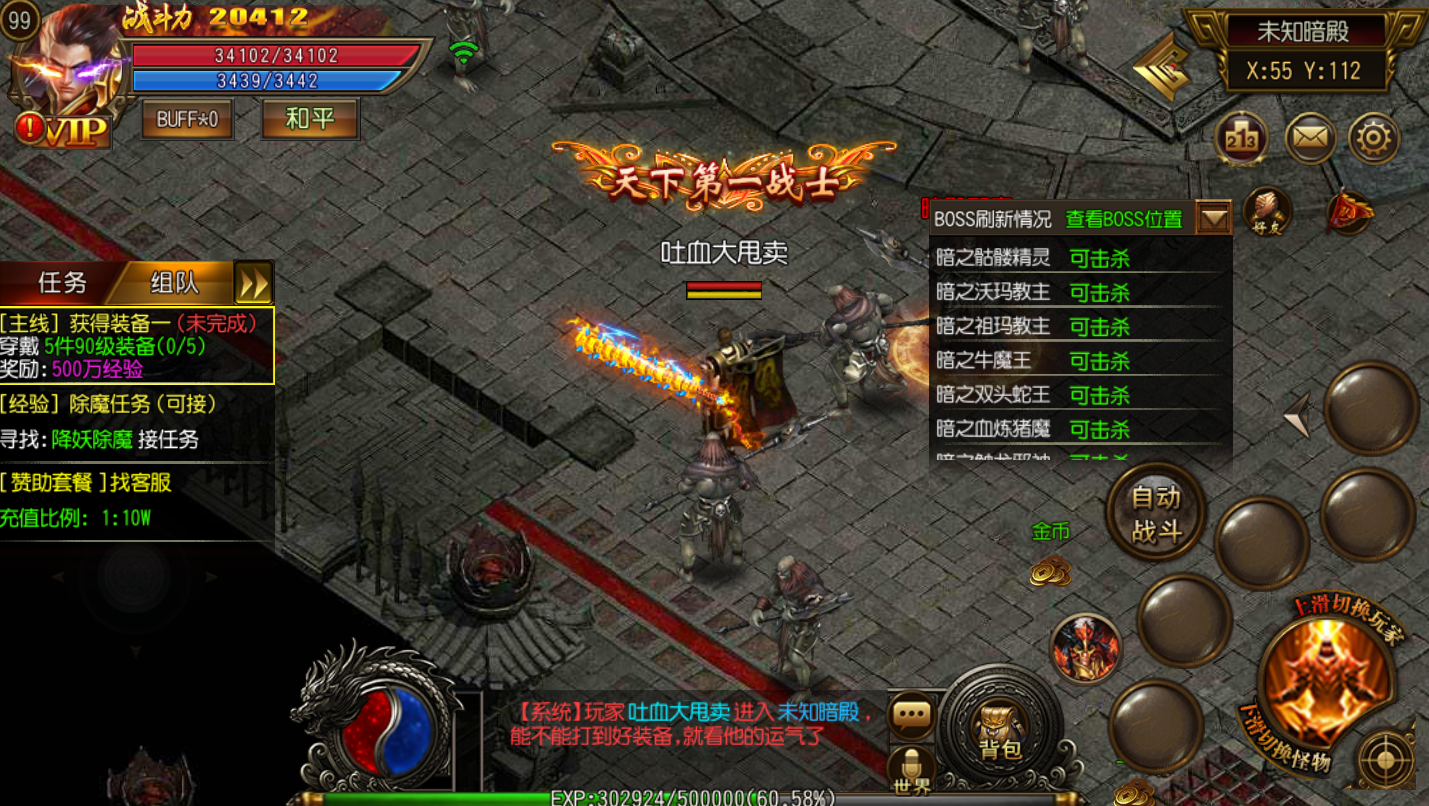 99
战斗力 20412
34102/34102
3439/3442
VIP
BUFF*0
和平
未知暗殿
X:55 Y:112
213
天下第一战士
吐血大甩卖
BOSS刷新情况 查看BOSS位置
好友
暗之骷髅精灵 可击杀
暗之沃玛教主 可击杀
暗之祖玛教主 可击杀
暗之牛魔王 可击杀
暗之双头蛇王 可击杀
暗之血炼猪魔 可击杀
任务 组队
[主线] 获得装备一(未完成)
穿戴 5件90级装备(0/5)
奖励:500万经验
[经验] 除魔任务(可接)
寻找:降妖除魔 接任务
[赞助套餐]找客服
充值比例: 1:10W
自动
战斗
金币
上滑切换玩家
下滑切换怪物
【系统】玩家 吐血大甩卖 进入 未知暗殿,
能不能打到好装备,就看他的运气了
世界
背包
EXP:302924/500000(60.58%)